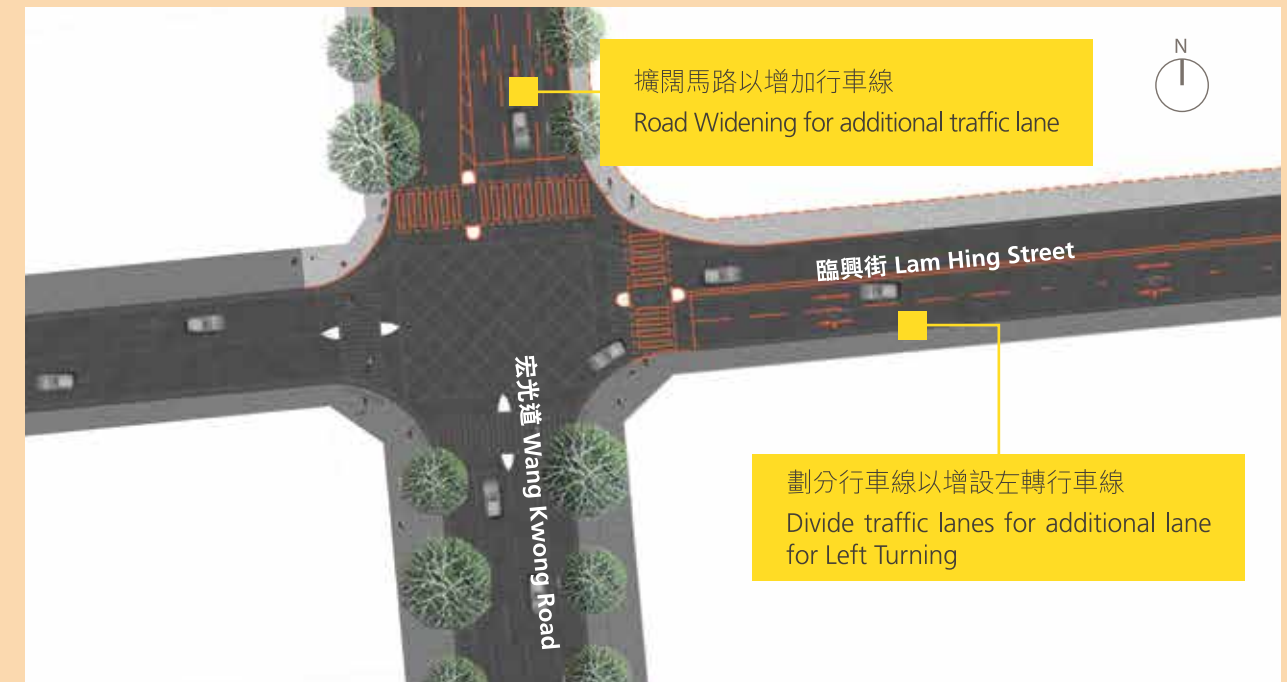 擴闊馬路以增加行車線
Road Widening for additional traffic lane
N
臨興街 Lam Hing Street
宏光道 Wang Kwong Road
劃分行車線以增設左轉行車線
Divide traffic lanes for additional lane
for Left Turning